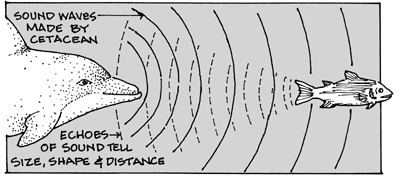 SOUND WAVES
MADE BY
CETACEAN
ECHOES
OF SOUND TELL
SIZE, SHAPE & DISTANCE